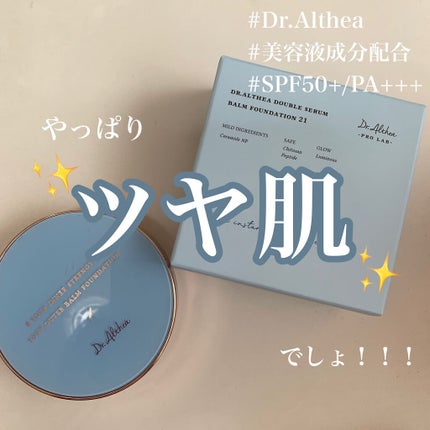 #Dr.Althea
#美容液成分配合
#SPF50+/PA+++
やっぱり
ツヤ肌
でしょ！！！
DR.ALTHEA DOUBLE SERUM
BALM FOUNDATION 21
MILD INGREDIENTS
Ceramide NP
SAFE
Chitosan
Peptide
GLOW
Luminous
Dr.Althea
-PRO LAB-
Dr.Althea